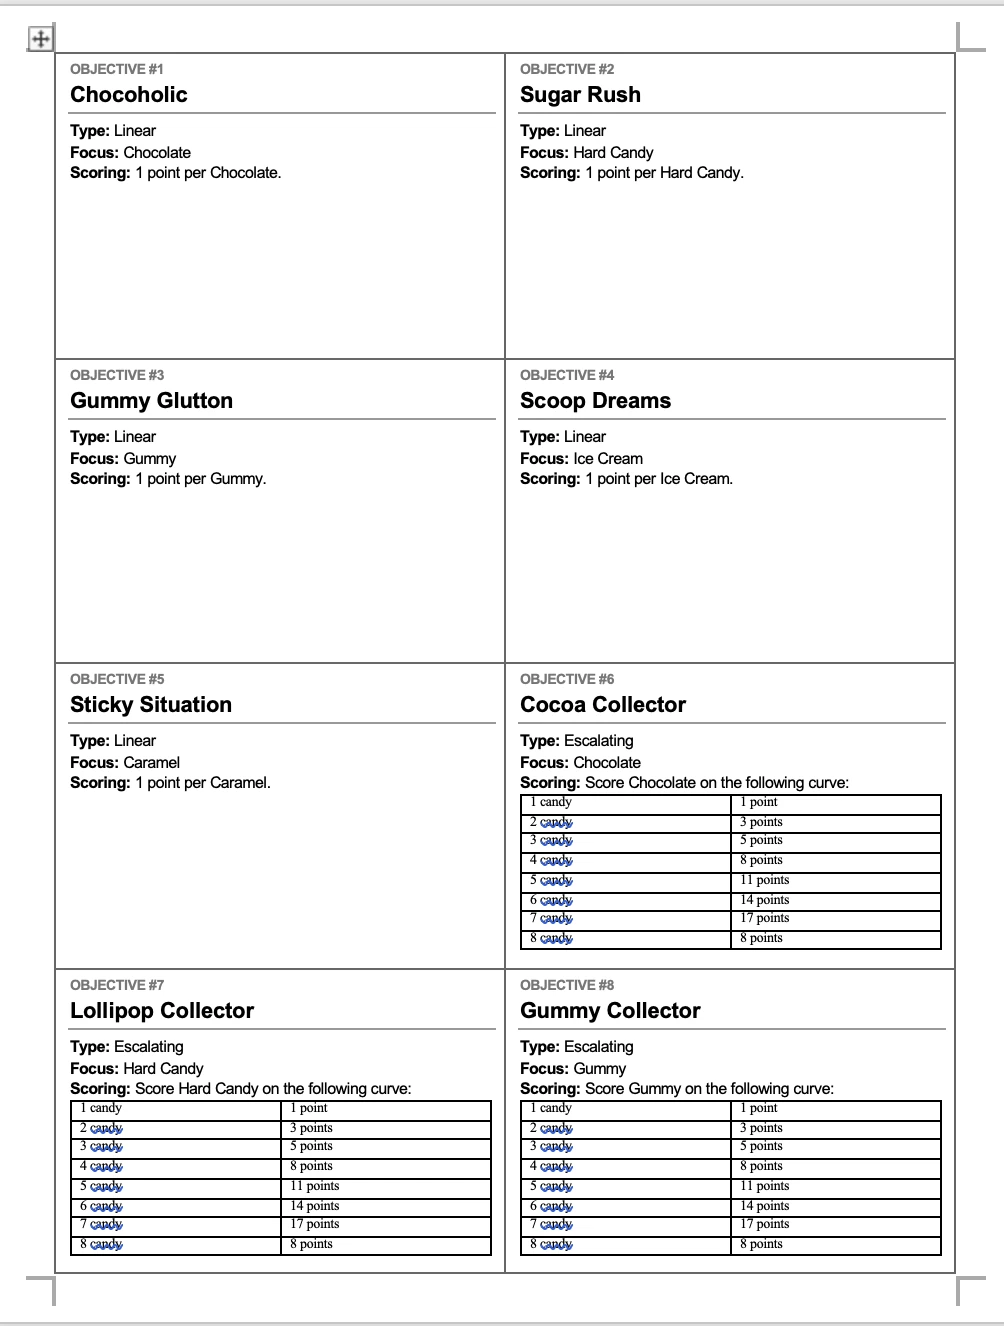 OBJECTIVE #1
Chocoholic
Type: Linear
Focus: Chocolate
Scoring: 1 point per Chocolate.
OBJECTIVE #2
Sugar Rush
Type: Linear
Focus: Hard Candy
Scoring: 1 point per Hard Candy.
OBJECTIVE #3
Gummy Glutton
Type: Linear
Focus: Gummy
Scoring: 1 point per Gummy.
OBJECTIVE #4
Scoop Dreams
Type: Linear
Focus: Ice Cream
Scoring: 1 point per Ice Cream.
OBJECTIVE #5
Sticky Situation
Type: Linear
Focus: Caramel
Scoring: 1 point per Caramel.
OBJECTIVE #6
Cocoa Collector
Type: Escalating
Focus: Chocolate
Scoring: Score Chocolate on the following curve:
1 candy 1 point
2 candy 3 points
3 candy 5 points
4 candy 8 points
5 candy 11 points
6 candy 14 points
7 candy 17 points
8 candy 8 points
OBJECTIVE #7
Lollipop Collector
Type: Escalating
Focus: Hard Candy
Scoring: Score Hard Candy on the following curve:
1 candy 1 point
2 candy 3 points
3 candy 5 points
4 candy 8 points
5 candy 11 points
6 candy 14 points
7 candy 17 points
8 candy 8 points
OBJECTIVE #8
Gummy Collector
Type: Escalating
Focus: Gummy
Scoring: Score Gummy on the following curve:
1 candy 1 point
2 candy 3 points
3 candy 5 points
4 candy 8 points
5 candy 11 points
6 candy 14 points
7 candy 17 points
8 candy 8 points